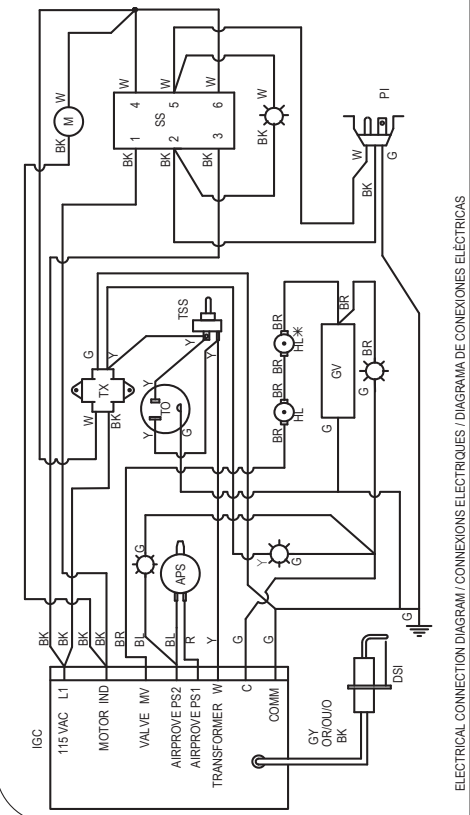 IGC
115 VAC L1
MOTOR IND
VALVE MV
AIRPROVE PS2
AIRPROVE PS1
TRANSFORMER W
C
COMM
BK
BK
BK
BK
BR
BL
BL
R
Y
G
G
GY
OR/OU/O
BK
DSI
G
APS
G
Y
G
W
BK
TX
G
Y
TO
Y
G
Y
Y
TSS
BR
HL
BR
BR
HL*
BR
G
GV
BR
G
BR
BK
M
W
BK
1
4
W
BK
2
SS
5
W
BK
3
6
W
BK
W
W
BK
G
PI
ELECTRICAL CONNECTION DIAGRAM / CONNEXIONS ELECTRIQUES / DIAGRAMA DE CONEXIONES ELÉCTRICAS